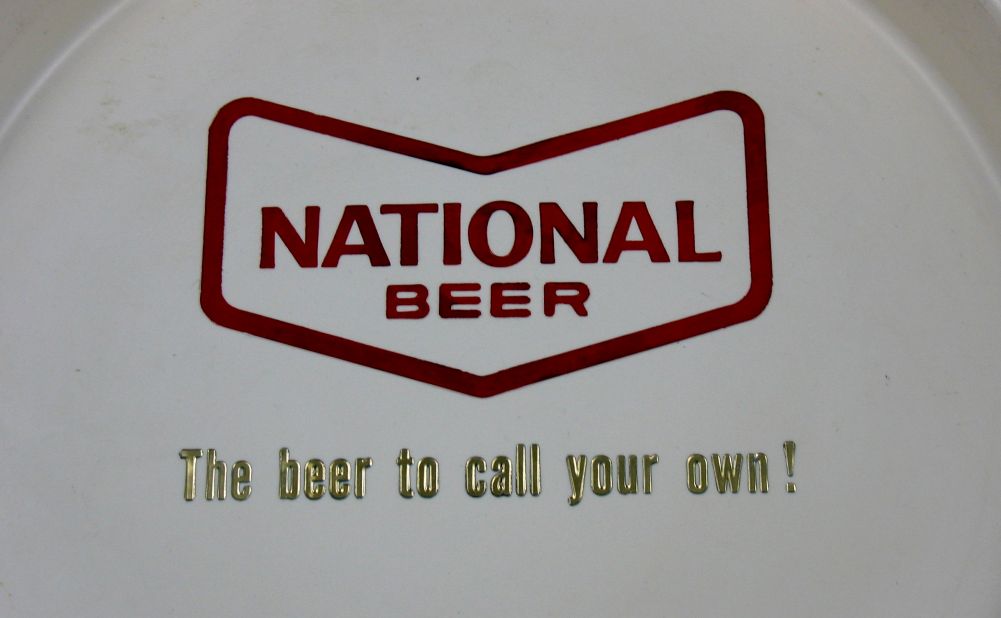 NATIONAL
BEER
The beer to call your own!